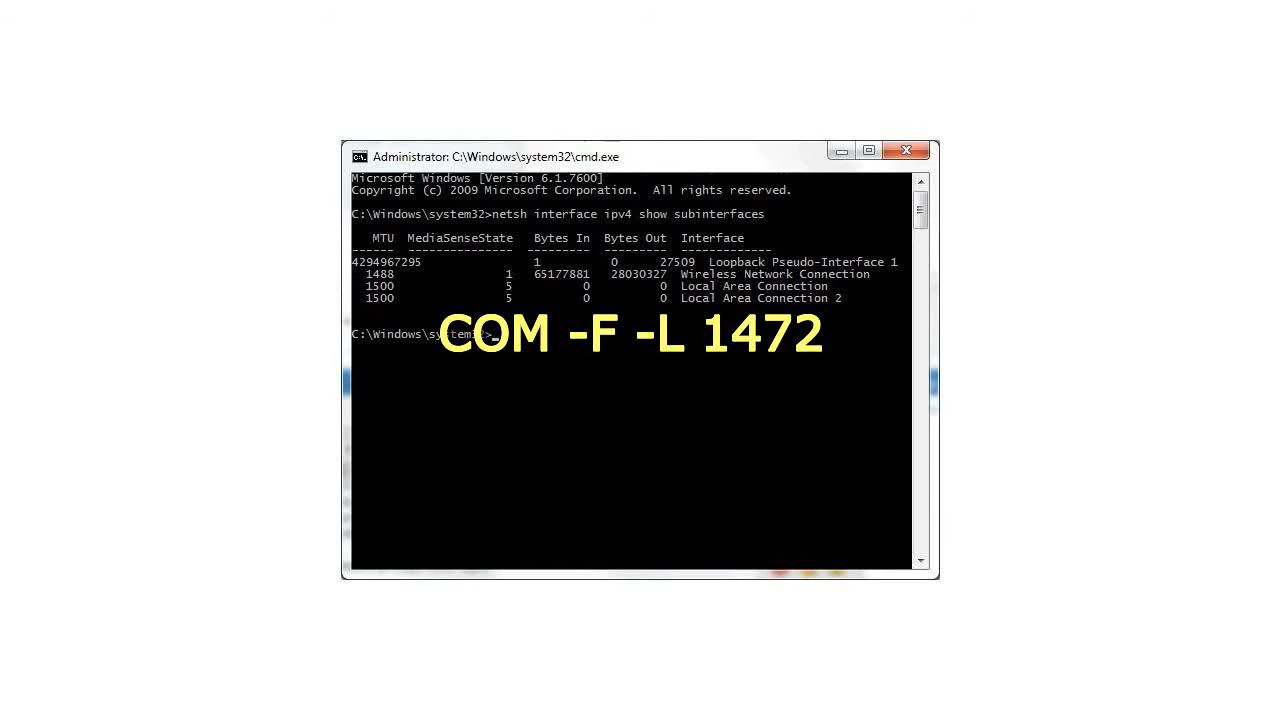 Administrator: C:\Windows\system32\cmd.exe
Microsoft Windows [Version 6.1.7600]
Copyright (c) 2009 Microsoft Corporation.  All rights reserved.
C:\Windows\system32>netsh interface ipv4 show subinterfaces
MTU  MediaSenseState   Bytes In  Bytes Out  Interface
------  ---------------  ---------  ---------  -------------
4294967295                1          0      27509  Loopback Pseudo-Interface 1
1488                1   65177881   28030327  Wireless Network Connection
1500                5          0          0  Local Area Connection
1500                5          0          0  Local Area Connection 2
C:\Windows\system32>_
COM -F -L 1472